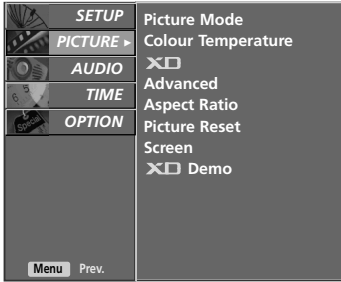 SETUP
PICTURE ►
AUDIO
TIME
OPTION
Special
Menu Prev.
Picture Mode
Colour Temperature
XD
Advanced
Aspect Ratio
Picture Reset
Screen
XD Demo